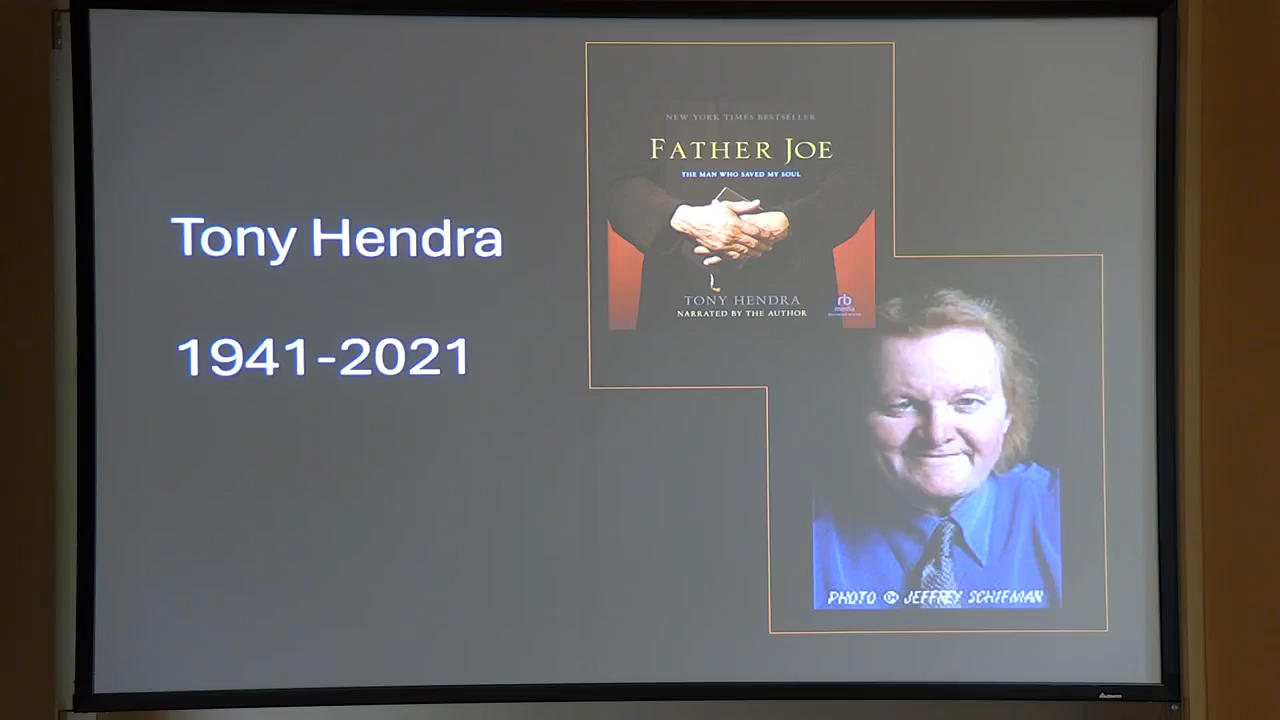 Tony Hendra
1941-2021
NEW YORK TIMES BESTSELLER
FATHER JOE
THE MAN WHO SAVED MY SOUL
TONY HENDRA
NARRATED BY THE AUTHOR
rb
media
PHOTO © JEFFREY SCHIFMAN